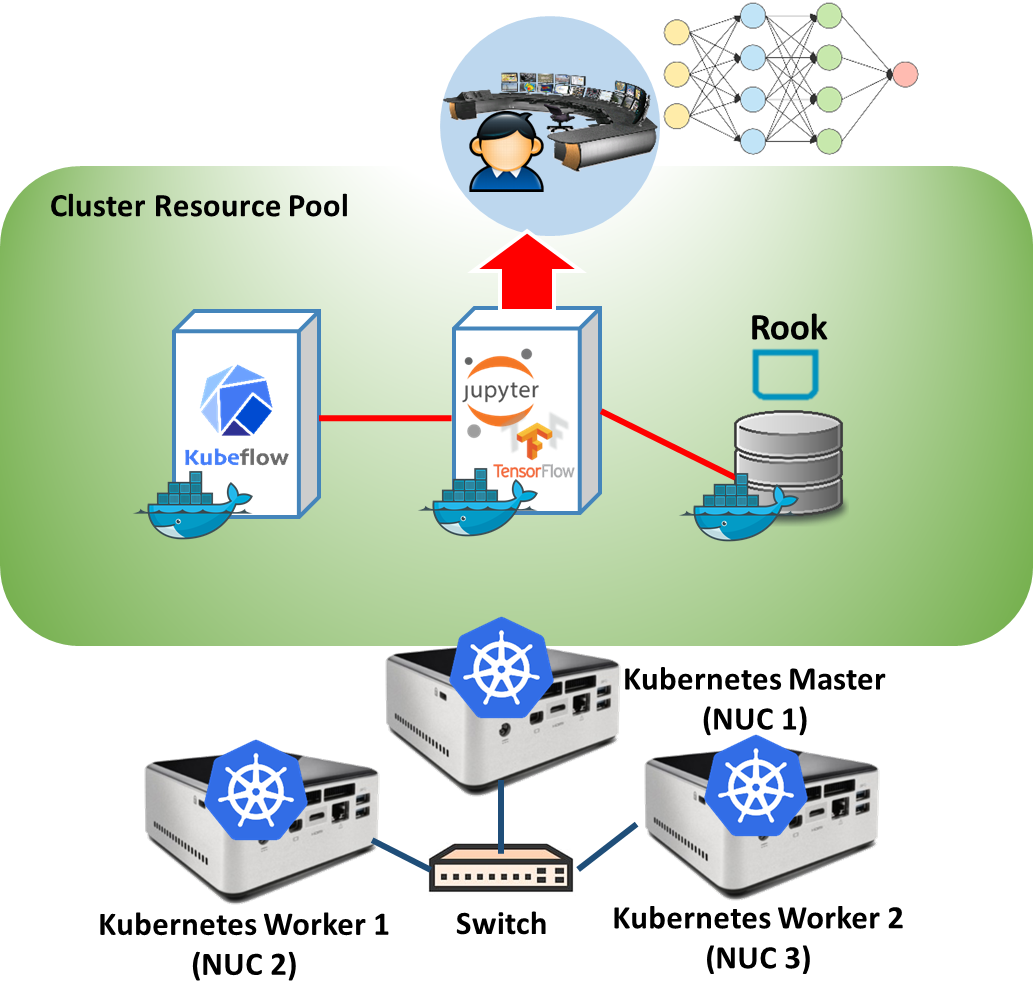 Cluster Resource Pool
Rook
Kubeflow
jupyter
TensorFlow
Kubernetes Master
(NUC 1)
Kubernetes Worker 1
(NUC 2)
Switch
Kubernetes Worker 2
(NUC 3)